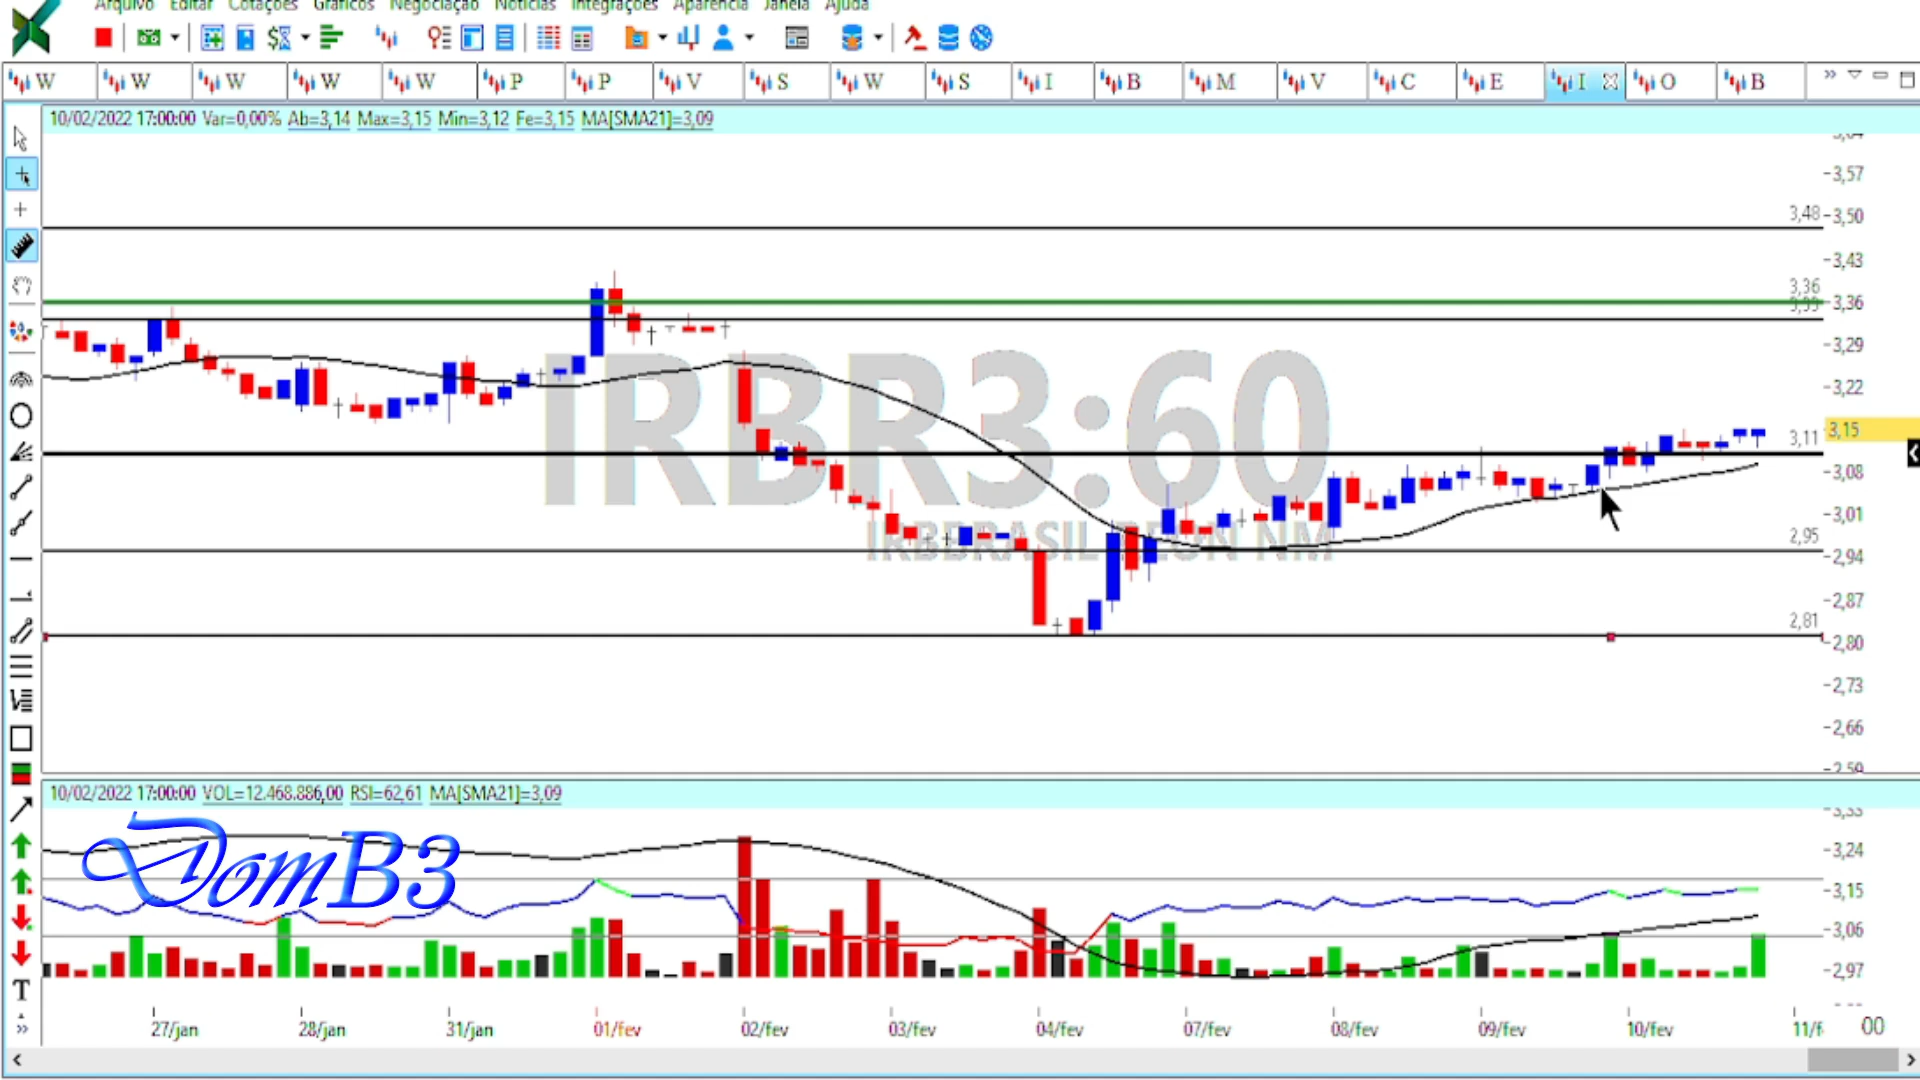 Arquivo Editar Cotações Gráficos Negociação Notícias Integrações Aparência Janela Ajuda
W W W W W P P V S W S I B M V C E I O B
10/02/2022 17:00:00 Var=0,00% Ab=3,14 Max=3,15 Min=3,12 Fe=3,15 MA[SMA21]=3,09
3,57
3,48
3,50
3,43
3,36
3,36
3,29
3,22
IRBR3:60
3,15
3,11
3,08
3,01
IRBBRASIL REON NM
2,95
2,94
2,87
2,81
2,80
2,73
2,66
2,59
10/02/2022 17:00:00 VOL=12.468.886,00 RSI=62,61 MA[SMA21]=3,09
DomB3
3,33
3,24
3,15
3,06
2,97
T
27/jan 28/jan 31/jan 01/fev 02/fev 03/fev 04/fev 07/fev 08/fev 09/fev 10/fev 11/f 00